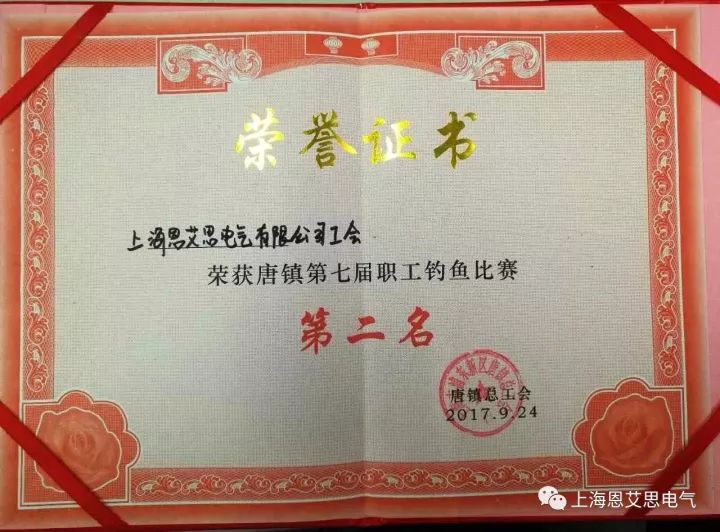 荣誉证书
上海恩艾思电气有限公司工会
荣获唐镇第七届职工钓鱼比赛
第二名
唐镇总工会
2017.9.24
上海恩艾思电气